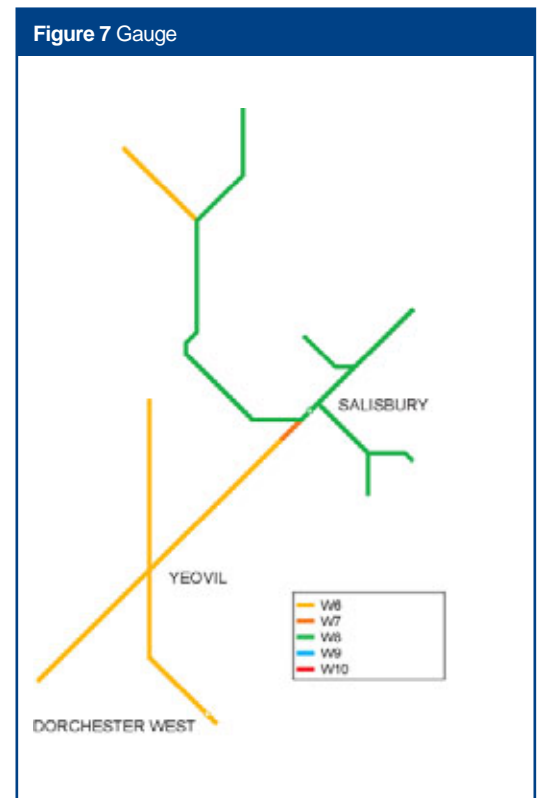 Figure 7 Gauge
SALISBURY
YEOVIL
W6
W7
W8
W9
W10
DORCHESTER WEST